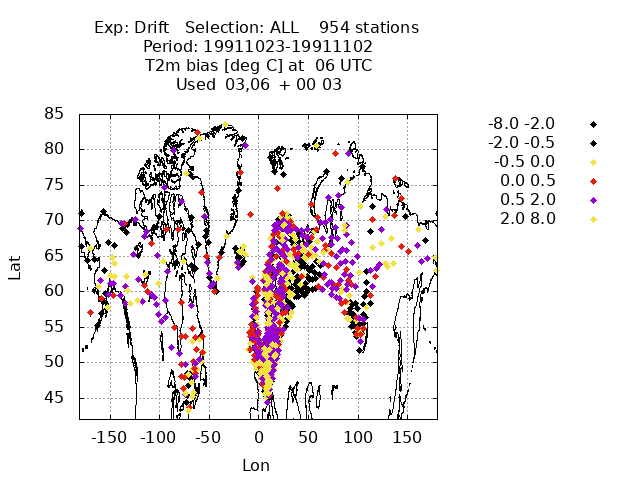 Exp: Drift   Selection: ALL    954 stations
Period: 19911023-19911102
T2m bias [deg C] at  06 UTC
Used  03,06  + 00 03
85
80
75
70
65
60
55
50
45
Lat
-150 -100 -50 0 50 100 150
Lon
-8.0 -2.0
-2.0 -0.5
-0.5 0.0
0.0 0.5
0.5 2.0
2.0 8.0